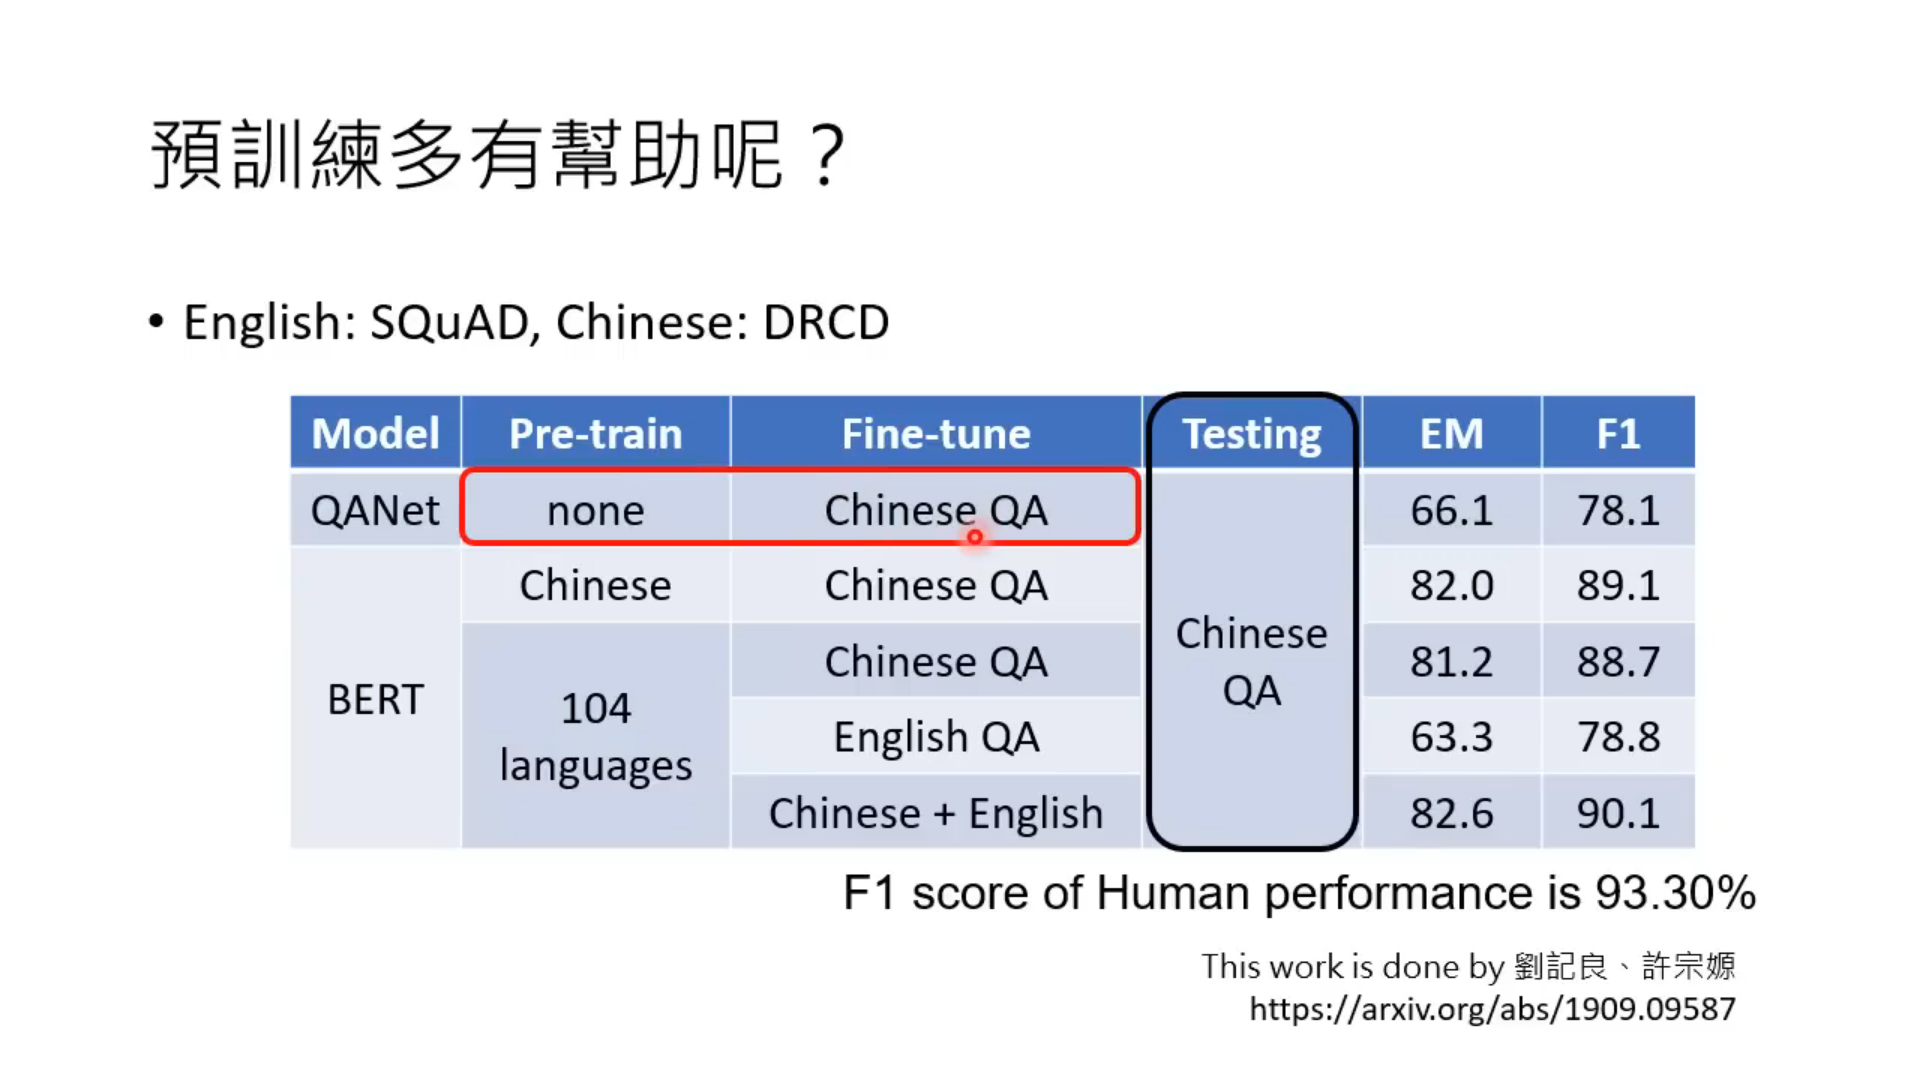 預訓練多有幫助呢？
• English: SQuAD, Chinese: DRCD
Model Pre-train Fine-tune Testing EM F1
QANet none Chinese QA 66.1 78.1
Chinese Chinese QA 82.0 89.1
BERT 104 languages Chinese QA Chinese QA 81.2 88.7
English QA 63.3 78.8
Chinese + English 82.6 90.1
F1 score of Human performance is 93.30%
This work is done by 劉記良、許宗嫄
https://arxiv.org/abs/1909.09587